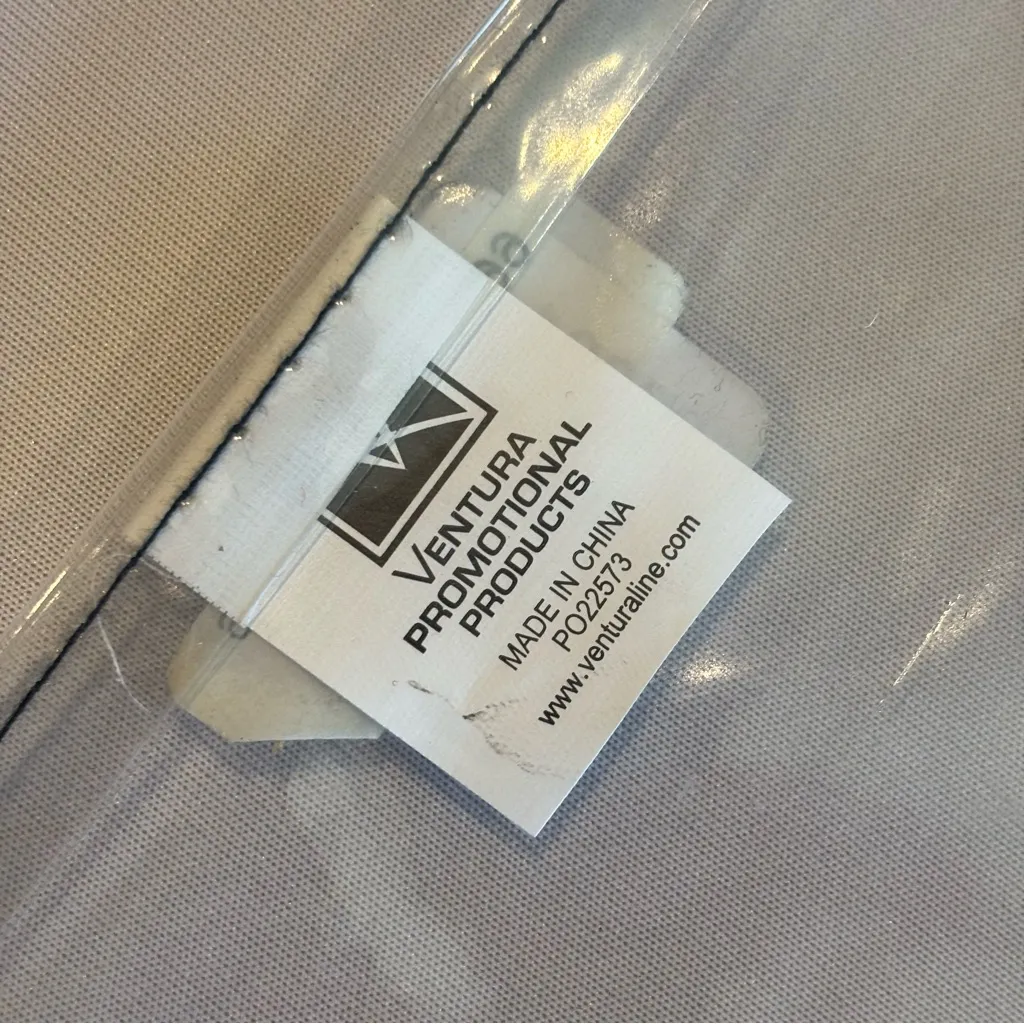 VENTURA
PROMOTIONAL
PRODUCTS
MADE IN CHINA
PO22573
www.venturaline.com